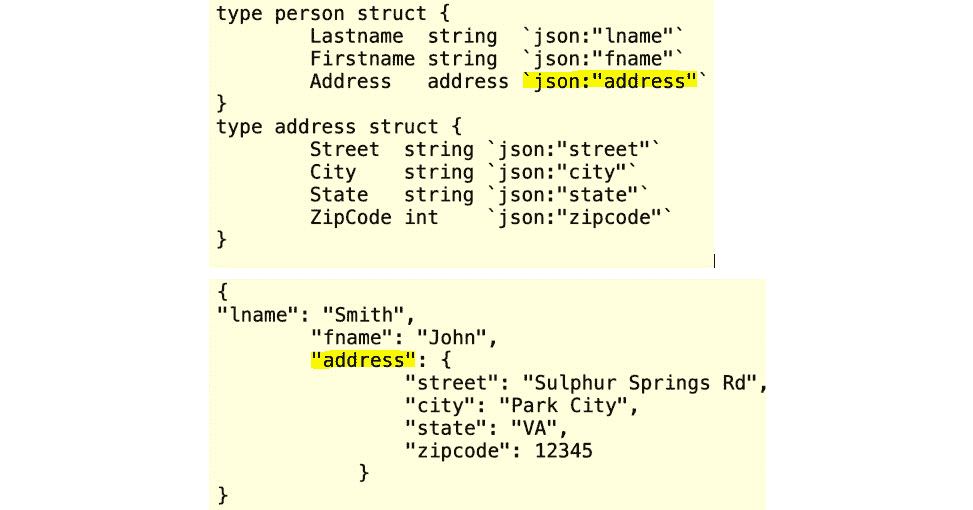 type person struct {
        Lastname  string  `json:"lname"`
        Firstname string  `json:"fname"`
        Address   address `json:"address"`
}
type address struct {
        Street  string `json:"street"`
        City    string `json:"city"`
        State   string `json:"state"`
        ZipCode int    `json:"zipcode"`
}
{
"lname": "Smith",
        "fname": "John",
        "address": {
                "street": "Sulphur Springs Rd",
                "city": "Park City",
                "state": "VA",
                "zipcode": 12345
            }
}